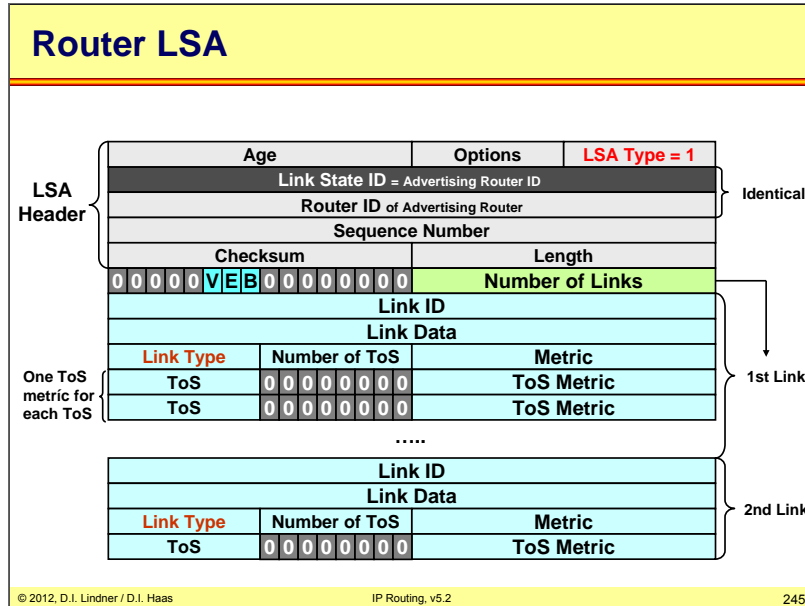 Router LSA
Age Options LSA Type = 1
Link State ID = Advertising Router ID
LSA Header
Router ID of Advertising Router
Identical
Sequence Number
Checksum Length
0 0 0 0 0 V E B 0 0 0 0 0 0 0 0 Number of Links
Link ID
Link Data
Link Type Number of ToS Metric
One ToS metríc for each ToS
ToS 0 0 0 0 0 0 0 0 ToS Metric
1st Link
ToS 0 0 0 0 0 0 0 0 ToS Metric
…..
Link ID
Link Data
2nd Link
Link Type Number of ToS Metric
ToS 0 0 0 0 0 0 0 0 ToS Metric
© 2012, D.I. Lindner / D.I. Haas IP Routing, v5.2 245